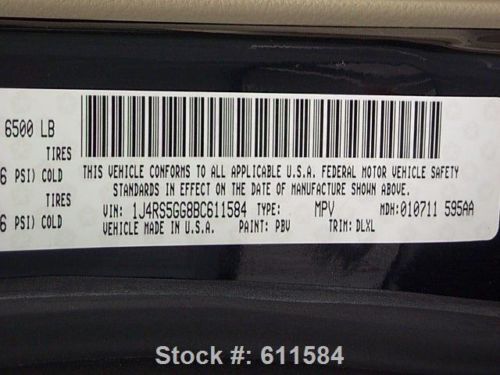 6500 LB
TIRES
6 PSI) COLD
TIRES
6 PSI) COLD
THIS VEHICLE CONFORMS TO ALL APPLICABLE U.S.A. FEDERAL MOTOR VEHICLE SAFETY
STANDARDS IN EFFECT ON THE DATE OF MANUFACTURE SHOWN ABOVE.
VIN: 1J4RS5GG8BC611584 TYPE: MPV MDH:010711 595AA
VEHICLE MADE IN U.S.A. PAINT: PBV TRIM: DLXL
Stock #: 611584